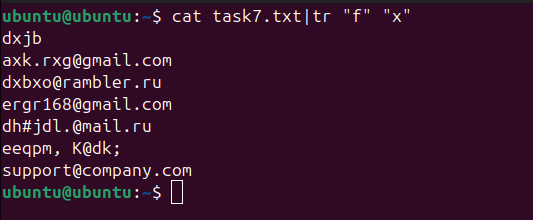 ubuntu@ubuntu:~$ cat task7.txt|tr "f" "x"
dxjb
axk.rxg@gmail.com
dxbxo@rambler.ru
ergr168@gmail.com
dh#jdl.@mail.ru
eeqpm, K@dk;
support@company.com
ubuntu@ubuntu:~$